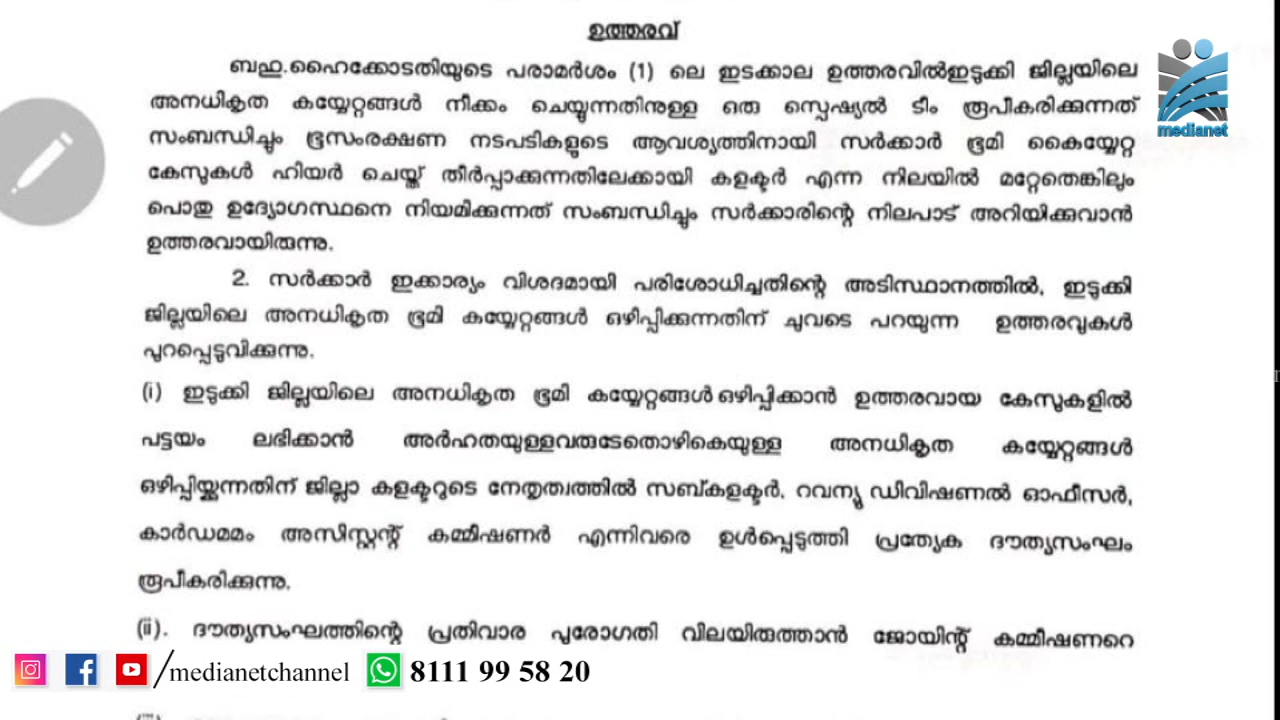 ഉത്തരവ്
ബഹു.ഹൈക്കോടതിയുടെ പരാമർശം (1) ലെ ഇടക്കാല ഉത്തരവിൽഇടുക്കി ജില്ലയിലെ
അനധികൃത കയ്യേറ്റങ്ങൾ നീക്കം ചെയ്യുന്നതിനുള്ള ഒരു സ്പെഷ്യൽ ടീം രൂപീകരിക്കുന്നത്
സംബന്ധിച്ചും ഭൂസംരക്ഷണ നടപടികളുടെ ആവശ്യത്തിനായി സർക്കാർ ഭൂമി കൈയ്യേറ്റ
കേസുകൾ ഹിയർ ചെയ്ത് തീർപ്പാക്കുന്നതിലേക്കായി കളക്ടർ എന്ന നിലയിൽ മറ്റേതെങ്കിലും
പൊതു ഉദ്യോഗസ്ഥനെ നിയമിക്കുന്നത് സംബന്ധിച്ചും സർക്കാരിന്റെ നിലപാട് അറിയിക്കുവാൻ
ഉത്തരവായിരുന്നു.
2. സർക്കാർ ഇക്കാര്യം വിശദമായി പരിശോധിച്ചതിന്റെ അടിസ്ഥാനത്തിൽ, ഇടുക്കി
ജില്ലയിലെ അനധികൃത ഭൂമി കയ്യേറ്റങ്ങൾ ഒഴിപ്പിക്കുന്നതിന് ചുവടെ പറയുന്ന ഉത്തരവുകൾ
പുറപ്പെടുവിക്കുന്നു.
(i) ഇടുക്കി ജില്ലയിലെ അനധികൃത ഭൂമി കയ്യേറ്റങ്ങൾ ഒഴിപ്പിക്കാൻ ഉത്തരവായ കേസുകളിൽ
പട്ടയം ലഭിക്കാൻ അർഹതയുള്ളവരുടേതൊഴികെയുള്ള അനധികൃത കയ്യേറ്റങ്ങൾ
ഒഴിപ്പിയ്ക്കുന്നതിന് ജില്ലാ കളക്ടറുടെ നേതൃത്വത്തിൽ സബ്കളക്ടർ, റവന്യൂ ഡിവിഷണൽ ഓഫീസർ,
കാർഡമമം അസിസ്റ്റന്റ് കമ്മീഷണർ എന്നിവരെ ഉൾപ്പെടുത്തി പ്രത്യേക ദൗത്യസംഘം
രൂപീകരിക്കുന്നു.
(ii). ദൗത്യസംഘത്തിന്റെ പ്രതിവാര പുരോഗതി വിലയിരുത്താൻ ജോയിന്റ് കമ്മീഷണറെ
medianet
/medianetchannel 8111 99 58 20